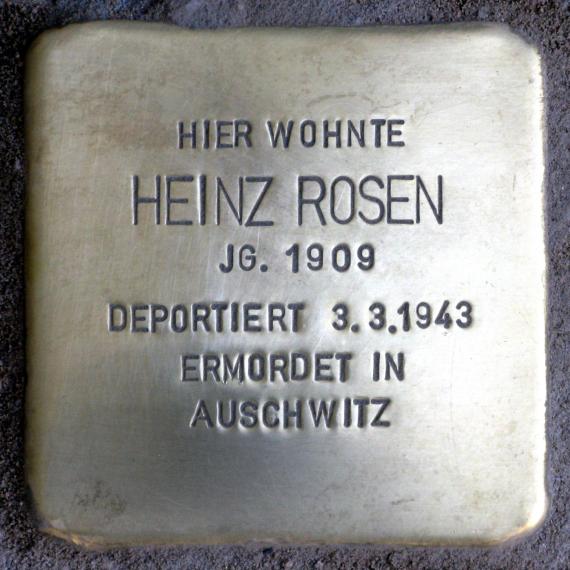 HIER WOHNTE
HEINZ ROSEN
JG. 1909
DEPORTIERT 3.3.1943
ERMORDET IN
AUSCHWITZ